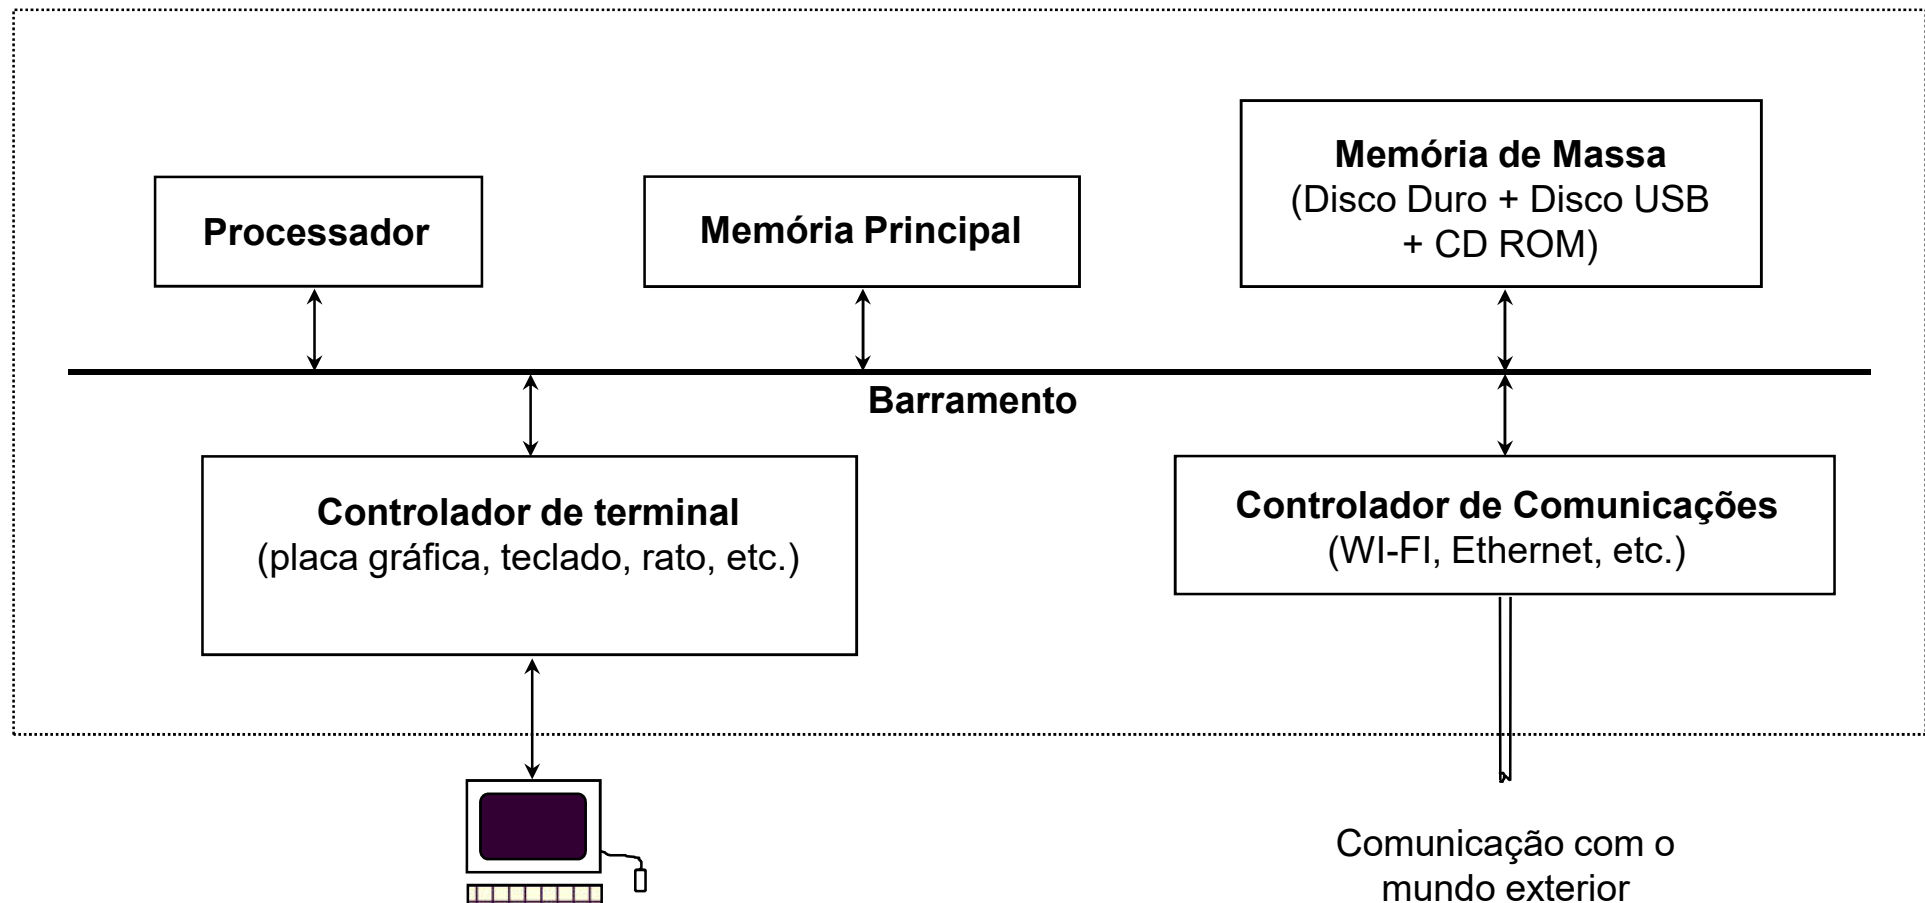 Memória de Massa
(Disco Duro + Disco USB
+ CD ROM)
Processador
Memória Principal
Barramento
Controlador de terminal
(placa gráfica, teclado, rato, etc.)
Controlador de Comunicações
(WI-FI, Ethernet, etc.)
Comunicação com o
mundo exterior